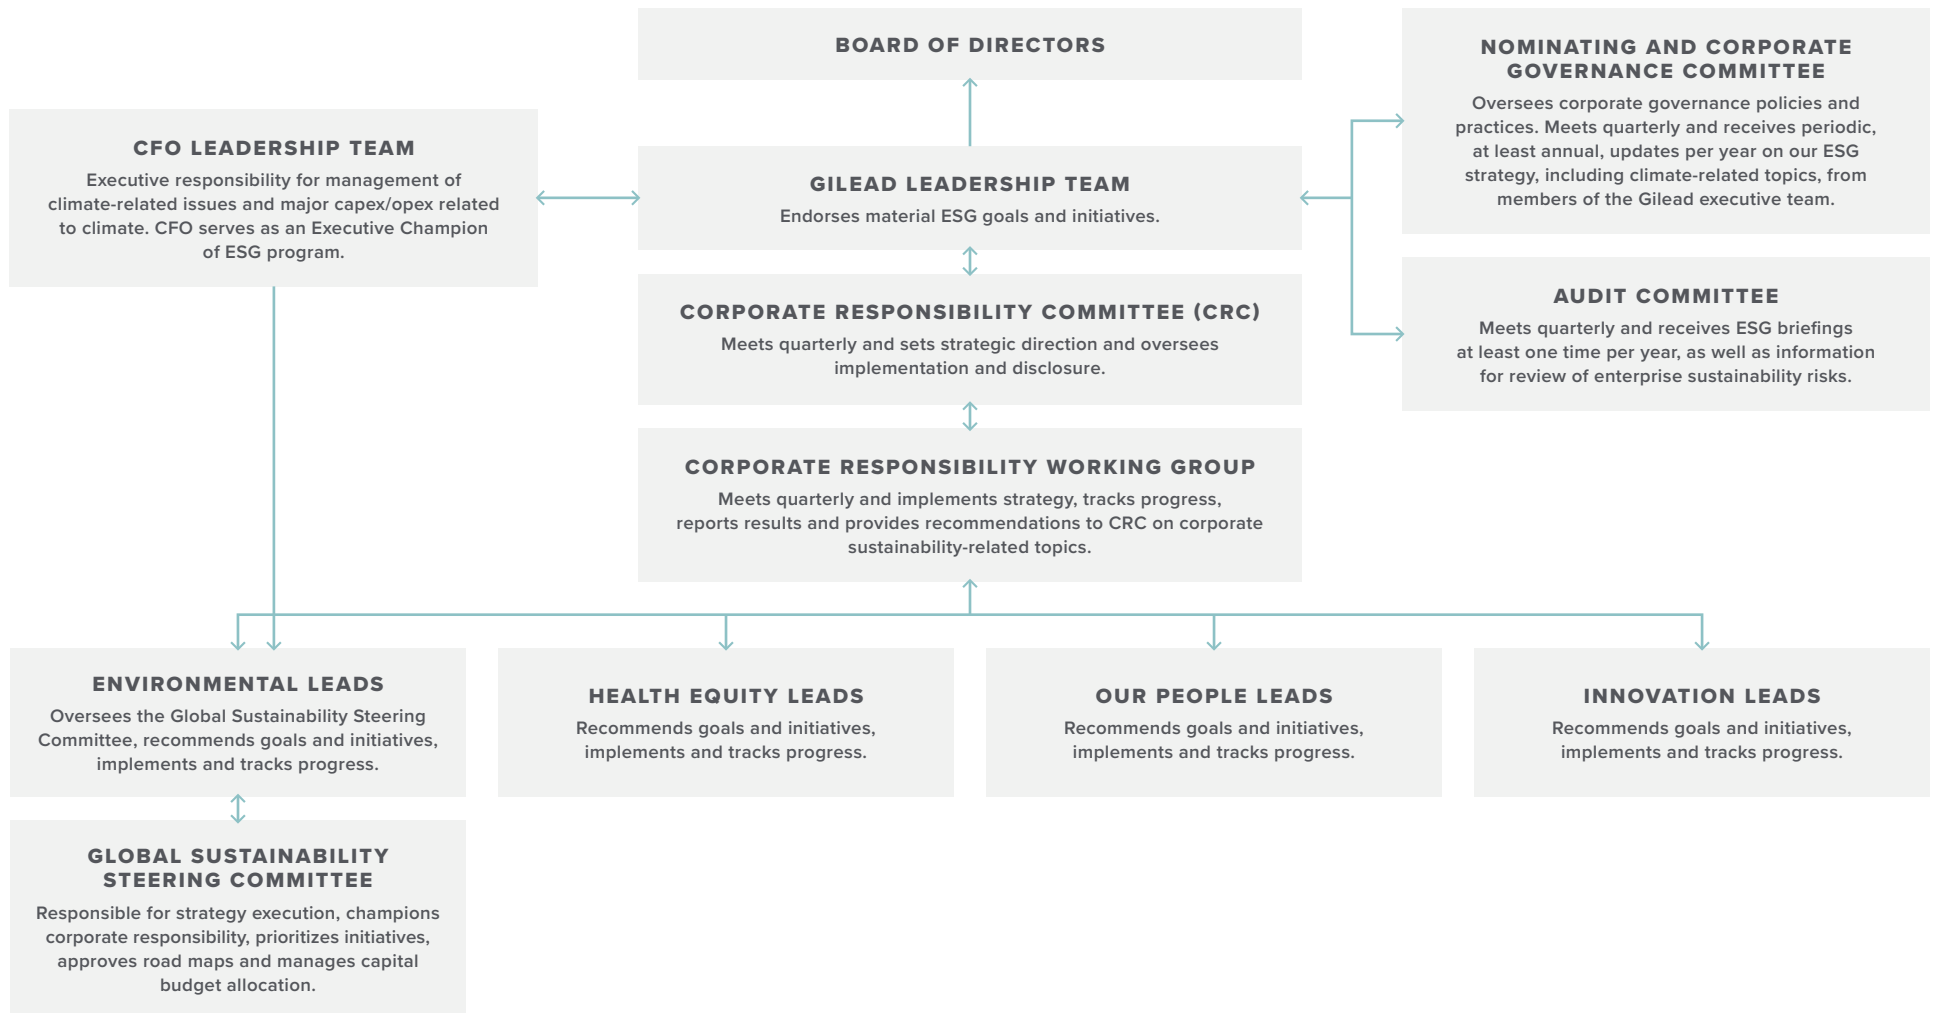 BOARD OF DIRECTORS
NOMINATING AND CORPORATE
GOVERNANCE COMMITTEE
Oversees corporate governance policies and
practices. Meets quarterly and receives periodic,
at least annual, updates per year on our ESG
strategy, including climate-related topics, from
members of the Gilead executive team.
CFO LEADERSHIP TEAM
Executive responsibility for management of
climate-related issues and major capex/opex related
to climate. CFO serves as an Executive Champion
of ESG program.
GILEAD LEADERSHIP TEAM
Endorses material ESG goals and initiatives.
AUDIT COMMITTEE
Meets quarterly and receives ESG briefings
at least one time per year, as well as information
for review of enterprise sustainability risks.
CORPORATE RESPONSIBILITY COMMITTEE (CRC)
Meets quarterly and sets strategic direction and oversees
implementation and disclosure.
CORPORATE RESPONSIBILITY WORKING GROUP
Meets quarterly and implements strategy, tracks progress,
reports results and provides recommendations to CRC on corporate
sustainability-related topics.
ENVIRONMENTAL LEADS
Oversees the Global Sustainability Steering
Committee, recommends goals and initiatives,
implements and tracks progress.
HEALTH EQUITY LEADS
Recommends goals and initiatives,
implements and tracks progress.
OUR PEOPLE LEADS
Recommends goals and initiatives,
implements and tracks progress.
INNOVATION LEADS
Recommends goals and initiatives,
implements and tracks progress.
GLOBAL SUSTAINABILITY
STEERING COMMITTEE
Responsible for strategy execution, champions
corporate responsibility, prioritizes initiatives,
approves road maps and manages capital
budget allocation.